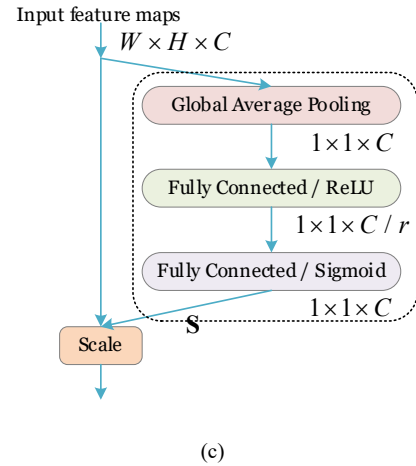 Input feature maps
W × H × C
Global Average Pooling
1 × 1 × C
Fully Connected / ReLU
1 × 1 × C / r
Fully Connected / Sigmoid
1 × 1 × C
S
Scale
(c)